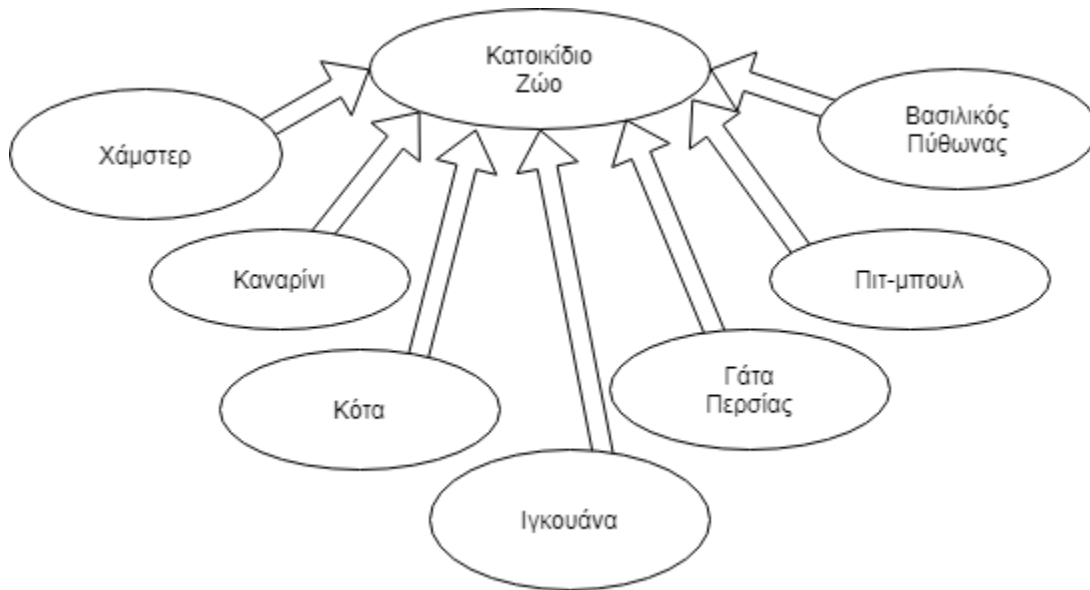 Κατοικίδιο
Ζώο
Χάμστερ
Βασιλικός
Πύθωνας
Καναρίνι
Πιτ-μπουλ
Κότα
Γάτα
Περσίας
Ιγκουάνα